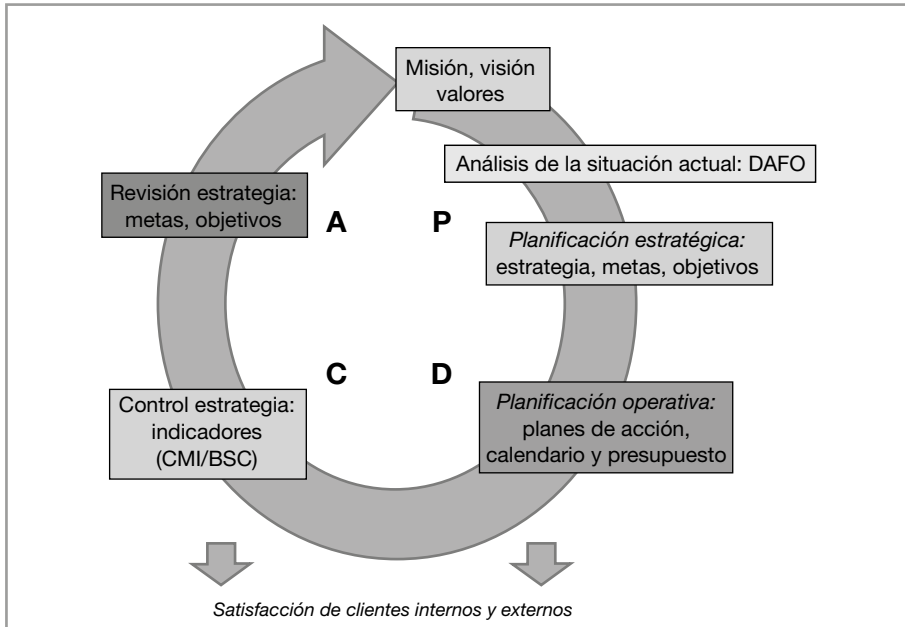 Misión, visión
valores
Análisis de la situación actual: DAFO
Revisión estrategia:
metas, objetivos
A
P
Planificación estratégica:
estrategia, metas, objetivos
C
D
Control estrategia:
indicadores
(CMI/BSC)
Planificación operativa:
planes de acción,
calendario y presupuesto
Satisfacción de clientes internos y externos